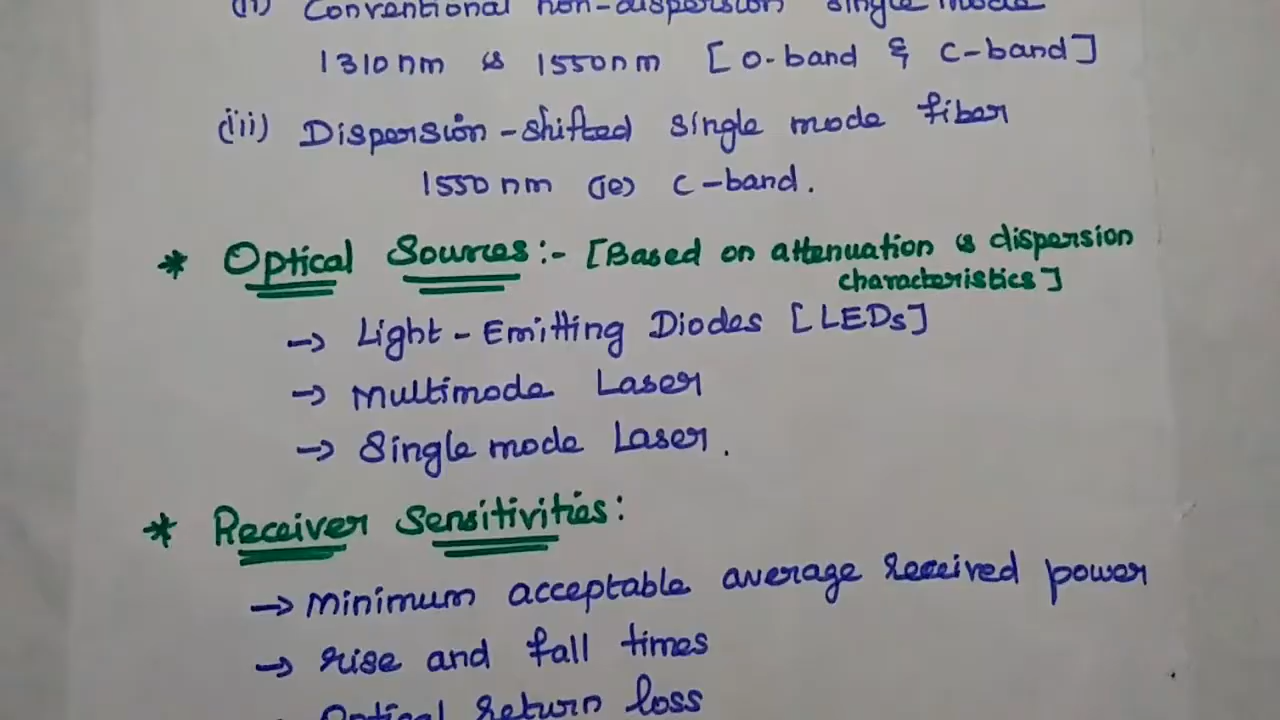 (ii) Conventional non-dispersion single mode
1310nm & 1550nm [O-band & C-band]
(iii) Dispersion-shifted single mode fiber
1550nm (ie) C-band.
* Optical Sources:- [Based on attenuation & dispersion
characteristics]
→ Light-Emitting Diodes [LEDs]
→ Multimode Laser
→ Single mode Laser.
* Receiver Sensitivities:
→ Minimum acceptable average received power
→ rise and fall times
→ Optical return loss